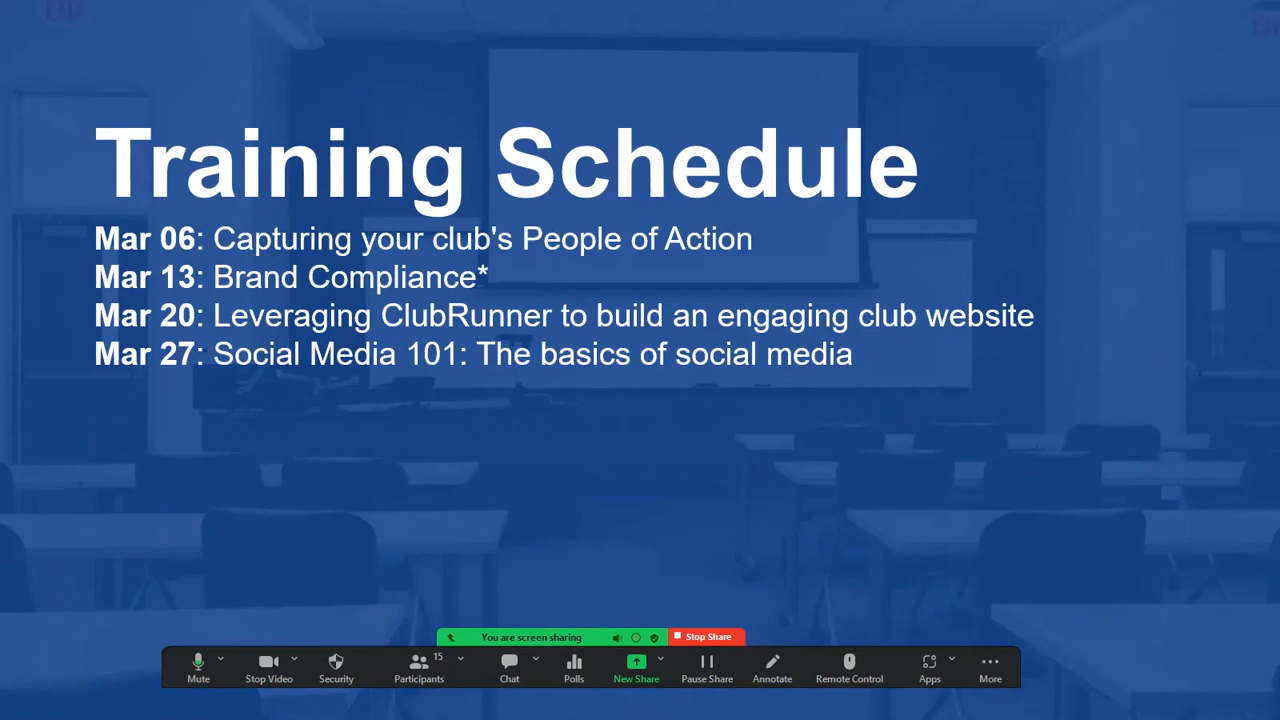 Training Schedule
Mar 06: Capturing your club's People of Action
Mar 13: Brand Compliance*
Mar 20: Leveraging ClubRunner to build an engaging club website
Mar 27: Social Media 101: The basics of social media
You are screen sharing Stop Share
15
Mute Stop Video Security Participants Chat Polls New Share Pause Share Annotate Remote Control Apps More